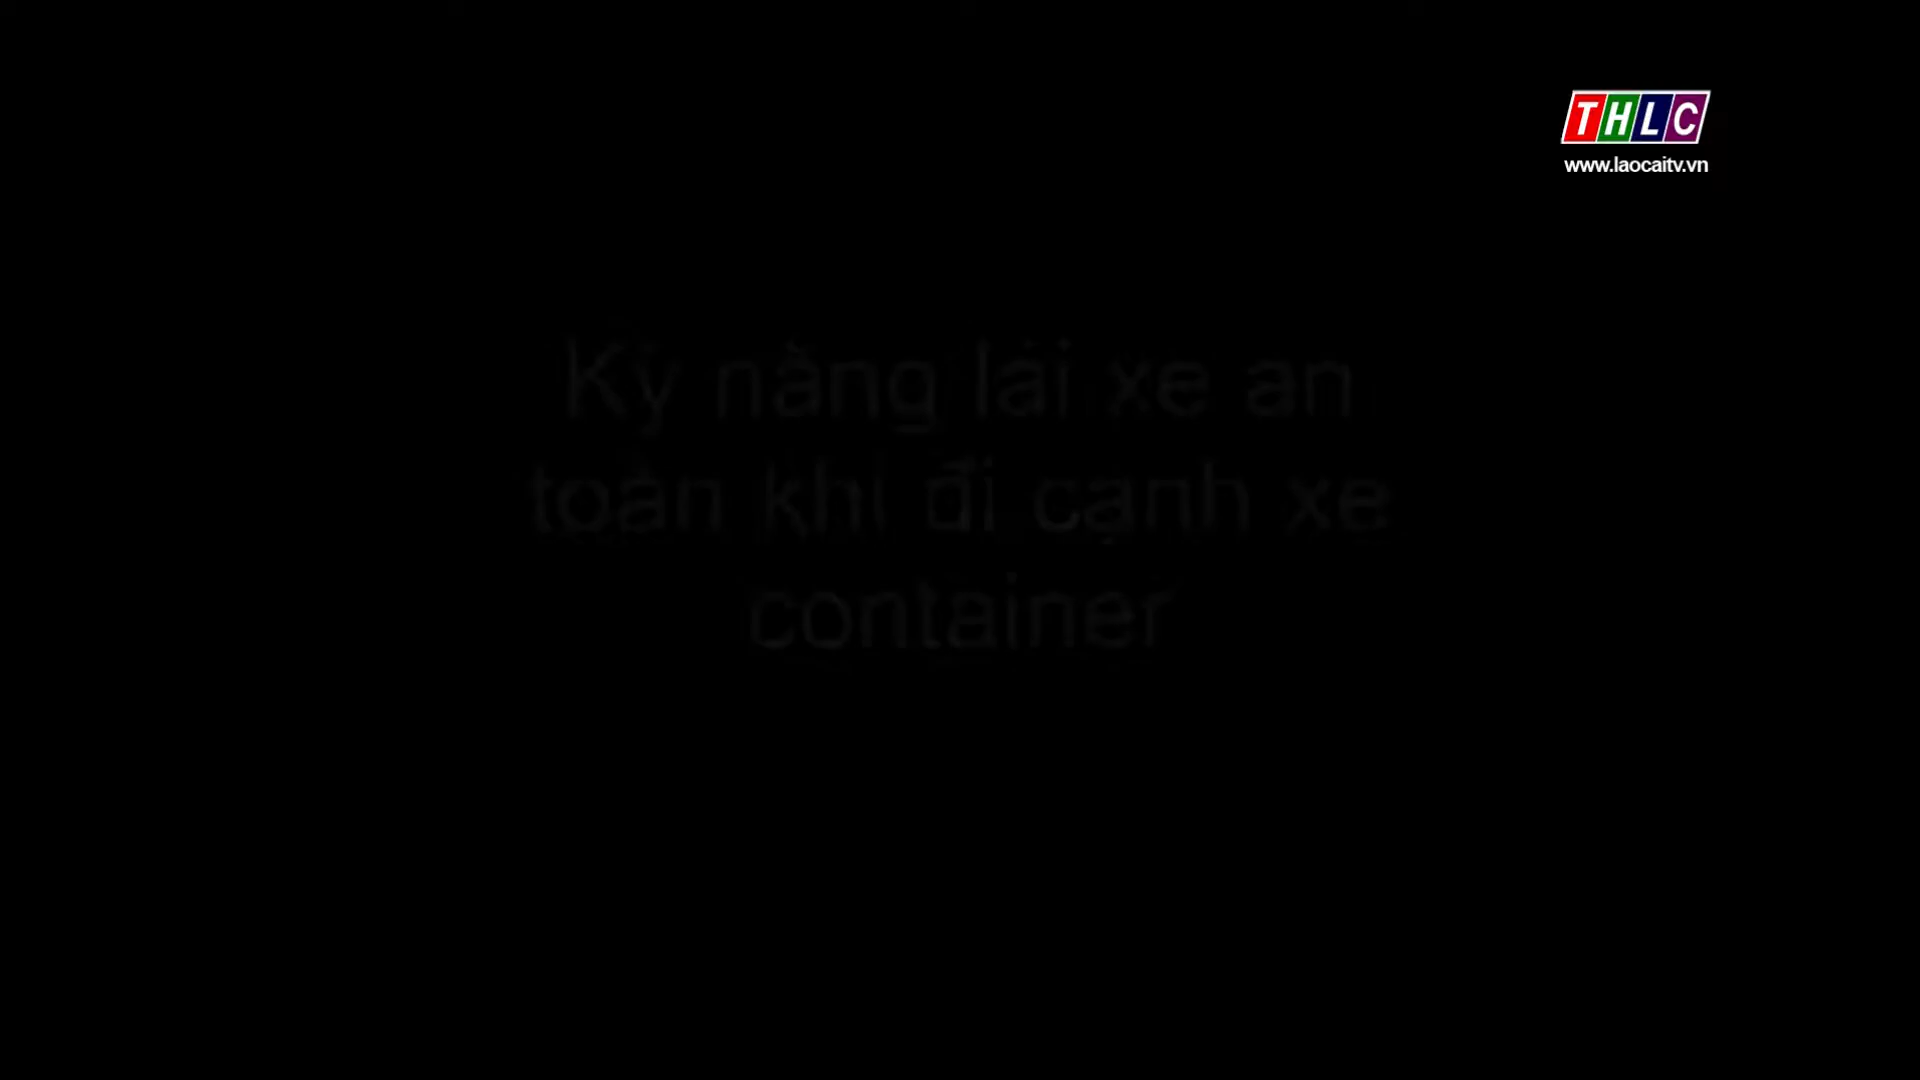 THLC
www.laocaitv.vn
Kỹ năng lái xe an
toàn khi đi cạnh xe
container